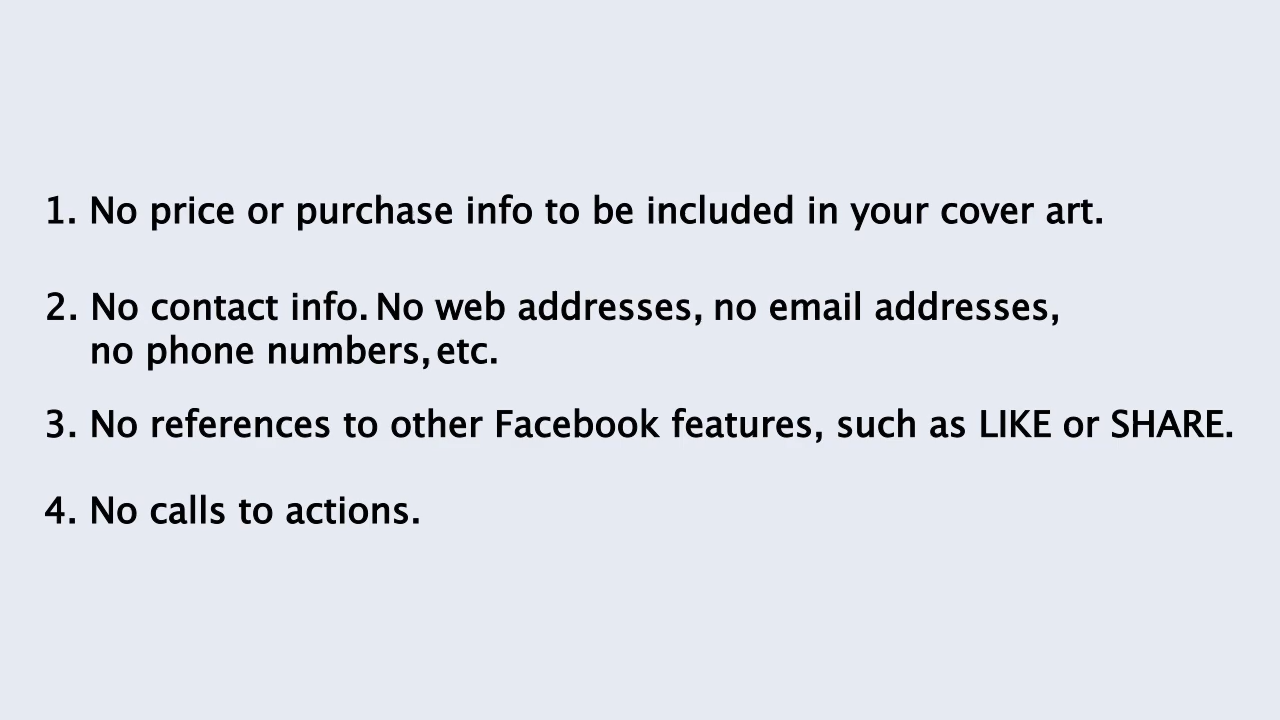 1. No price or purchase info to be included in your cover art.
2. No contact info. No web addresses, no email addresses,
no phone numbers, etc.
3. No references to other Facebook features, such as LIKE or SHARE.
4. No calls to actions.